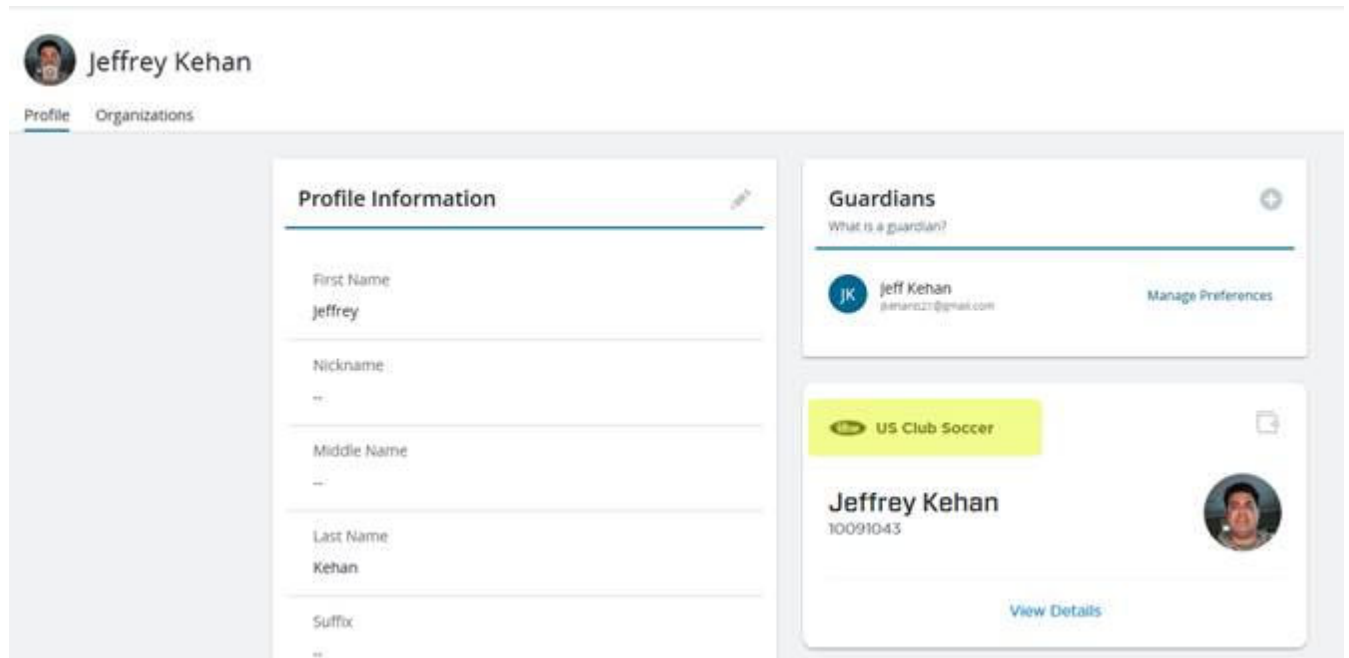 Jeffrey Kehan
Profile Organizations
Profile Information
First Name
Jeffrey
Nickname
--
Middle Name
--
Last Name
Kehan
Suffix
--
Guardians
What is a guardian?
JK
Jeff Kehan
Manage Preferences
US Club Soccer
Jeffrey Kehan
10091043
View Details